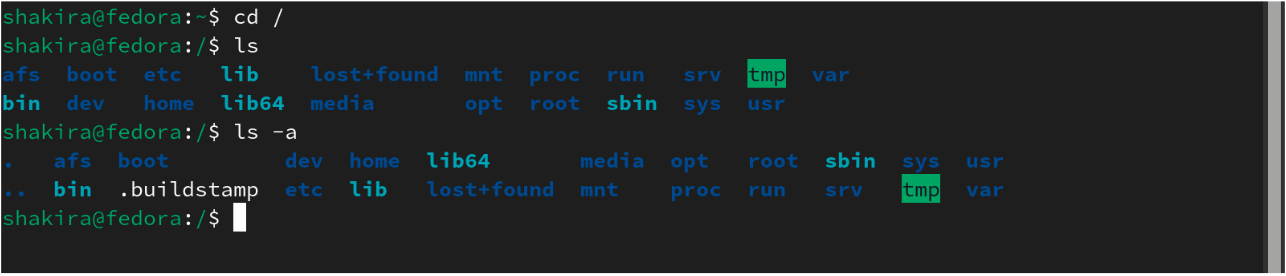 shakira@fedora:~$ cd /
shakira@fedora:/$ ls
afs boot etc lib lost+found mnt proc run srv tmp var
bin dev home lib64 media opt root sbin sys usr
shakira@fedora:/$ ls -a
. afs boot dev home lib64 media opt root sbin sys usr
.. bin .buildstamp etc lib lost+found mnt proc run srv tmp var
shakira@fedora:/$